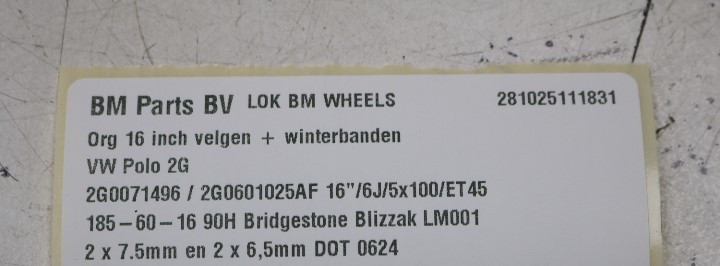 BM Parts BV LOK BM WHEELS 281025111831
Org 16 inch velgen + winterbanden
VW Polo 2G
2G0071496 / 2G0601025AF 16"/6J/5x100/ET45
185-60-16 90H Bridgestone Blizzak LM001
2 x 7.5mm en 2 x 6,5mm DOT 0624